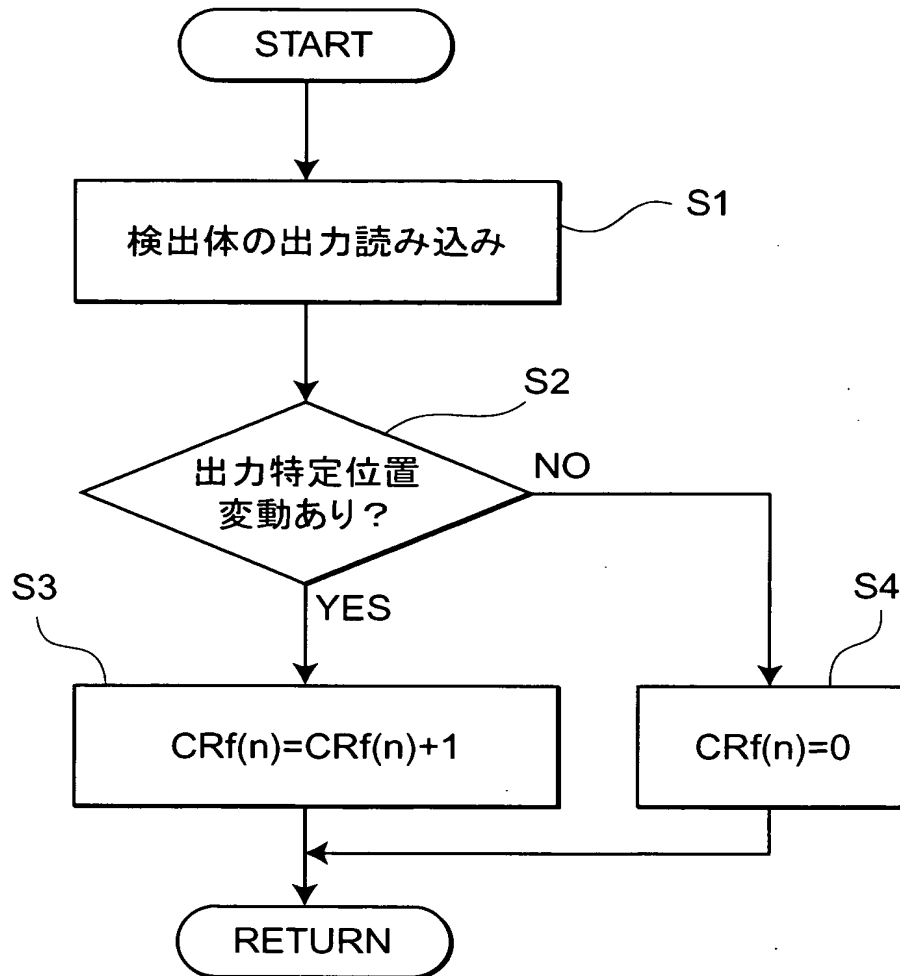 START
検出体の出力読み込み
S1
S2
出力特定位置
変動あり？
NO
YES
S3
S4
CRf(n)=CRf(n)+1
CRf(n)=0
RETURN